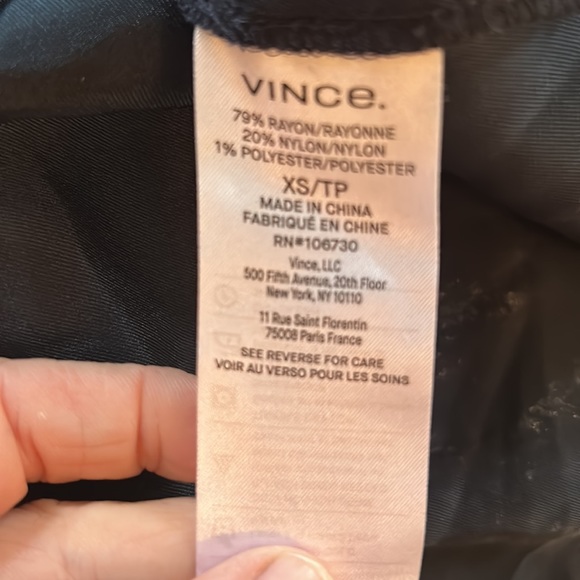 VINCE.
79% RAYON/RAYONNE
20% NYLON/NYLON
1% POLYESTER/POLYESTER
XS/TP
MADE IN CHINA
FABRIQUÉ EN CHINE
RN#106730
Vince, LLC
500 Fifth Avenue, 20th Floor
New York, NY 10110
11 Rue Saint Florentin
75008 Paris France
SEE REVERSE FOR CARE
VOIR AU VERSO POUR LES SOINS